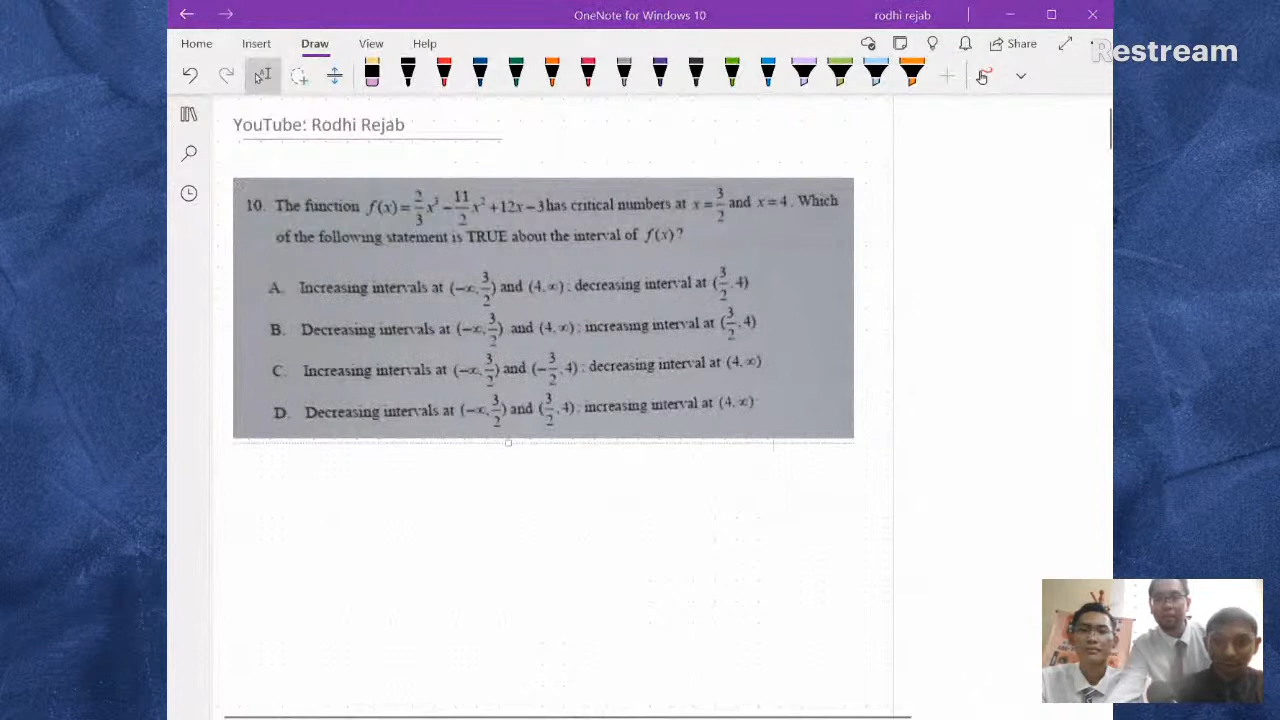 OneNote for Windows 10
rodhi rejab
Home Insert Draw View Help
Share
Restream
YouTube: Rodhi Rejab
10. The function f(x) = 2/3 x³ − 11/2 x² + 12x − 3 has critical numbers at x = 3/2 and x = 4. Which
of the following statement is TRUE about the interval of f(x)?
A. Increasing intervals at (−∞, 3/2) and (4, ∞) ; decreasing interval at (3/2, 4)
B. Decreasing intervals at (−∞, 3/2) and (4, ∞) ; increasing interval at (3/2, 4)
C. Increasing intervals at (−∞, 3/2) and (−3/2, 4) ; decreasing interval at (4, ∞)
D. Decreasing intervals at (−∞, 3/2) and (3/2, 4) ; increasing interval at (4, ∞)